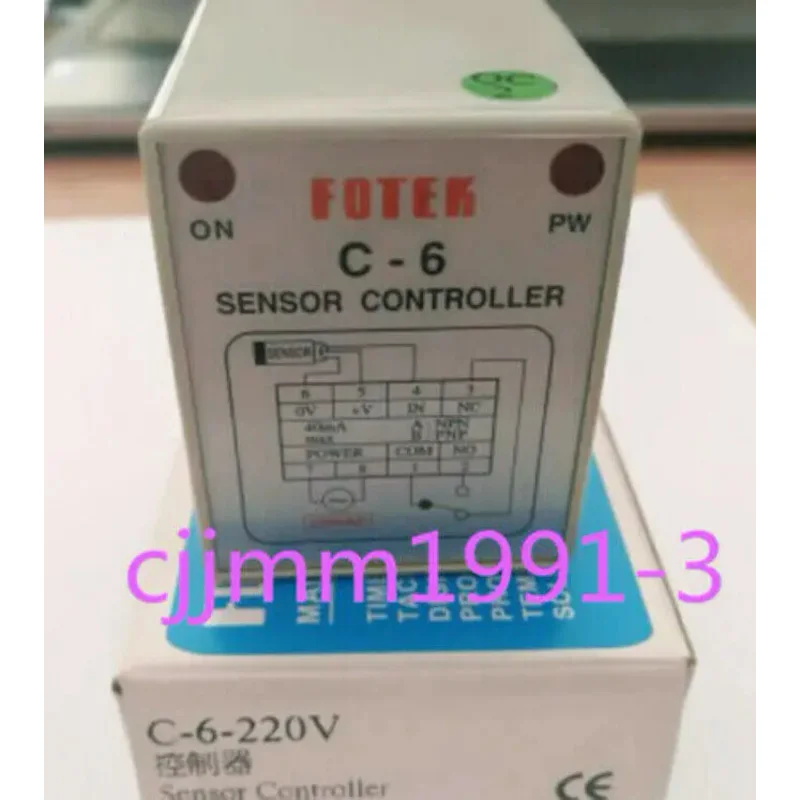 QC
2
FOTEK
ON
PW
C - 6
SENSOR CONTROLLER
SENSOR
6 5 4 3
0V +V IN NC
40mA A : NPN
max B : PNP
POWER COM NO
7 8 1 2
cjjmm1991-3
C-6-220V
控制器
Sensor Controller
CE